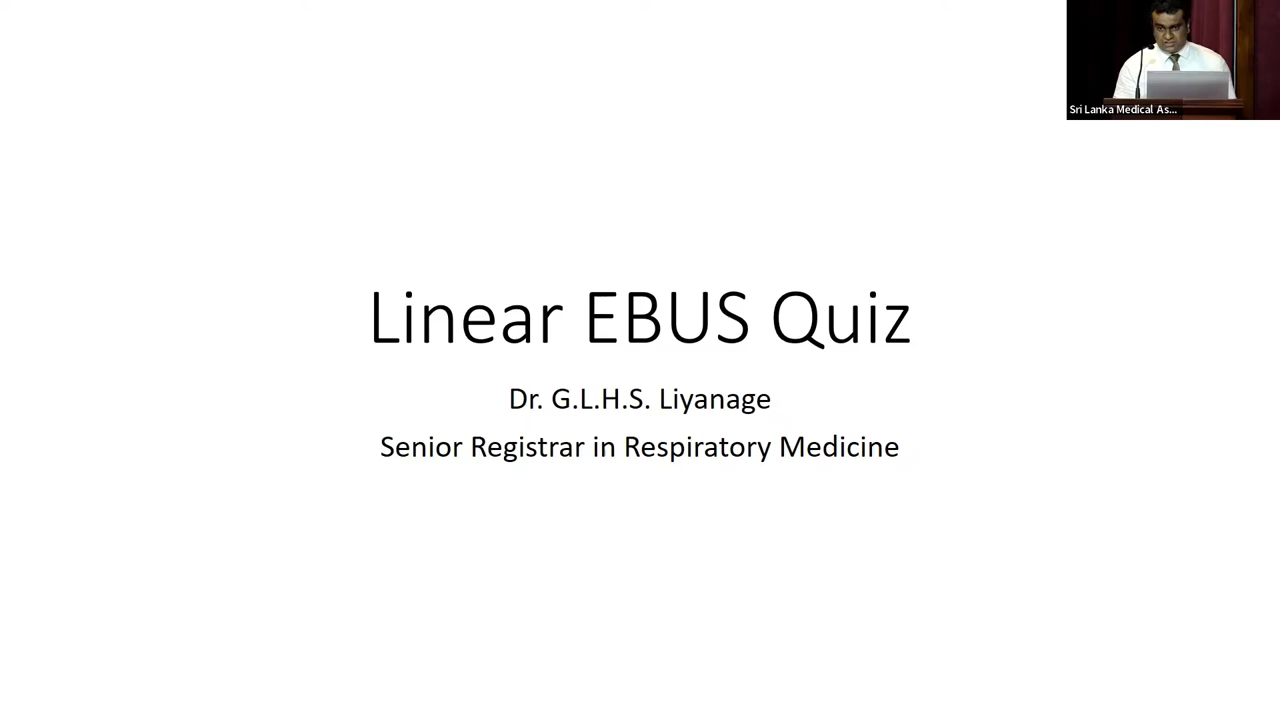 Sri Lanka Medical As...
Linear EBUS Quiz
Dr. G.L.H.S. Liyanage
Senior Registrar in Respiratory Medicine